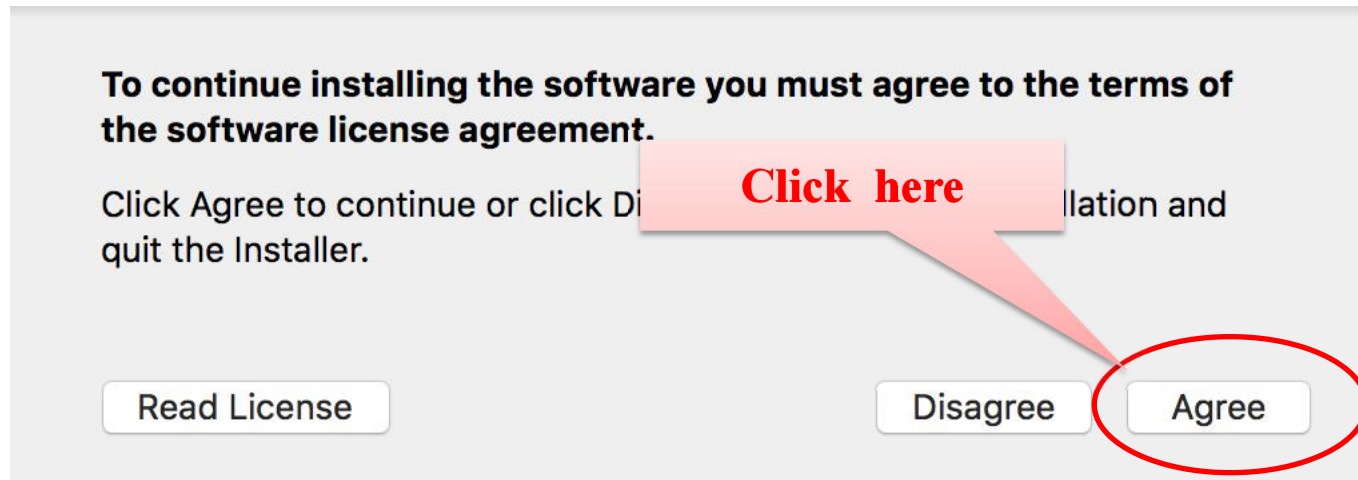 To continue installing the software you must agree to the terms of
the software license agreement.
Click here
Click Agree to continue or click Di lation and
quit the Installer.
Read License
Disagree
Agree